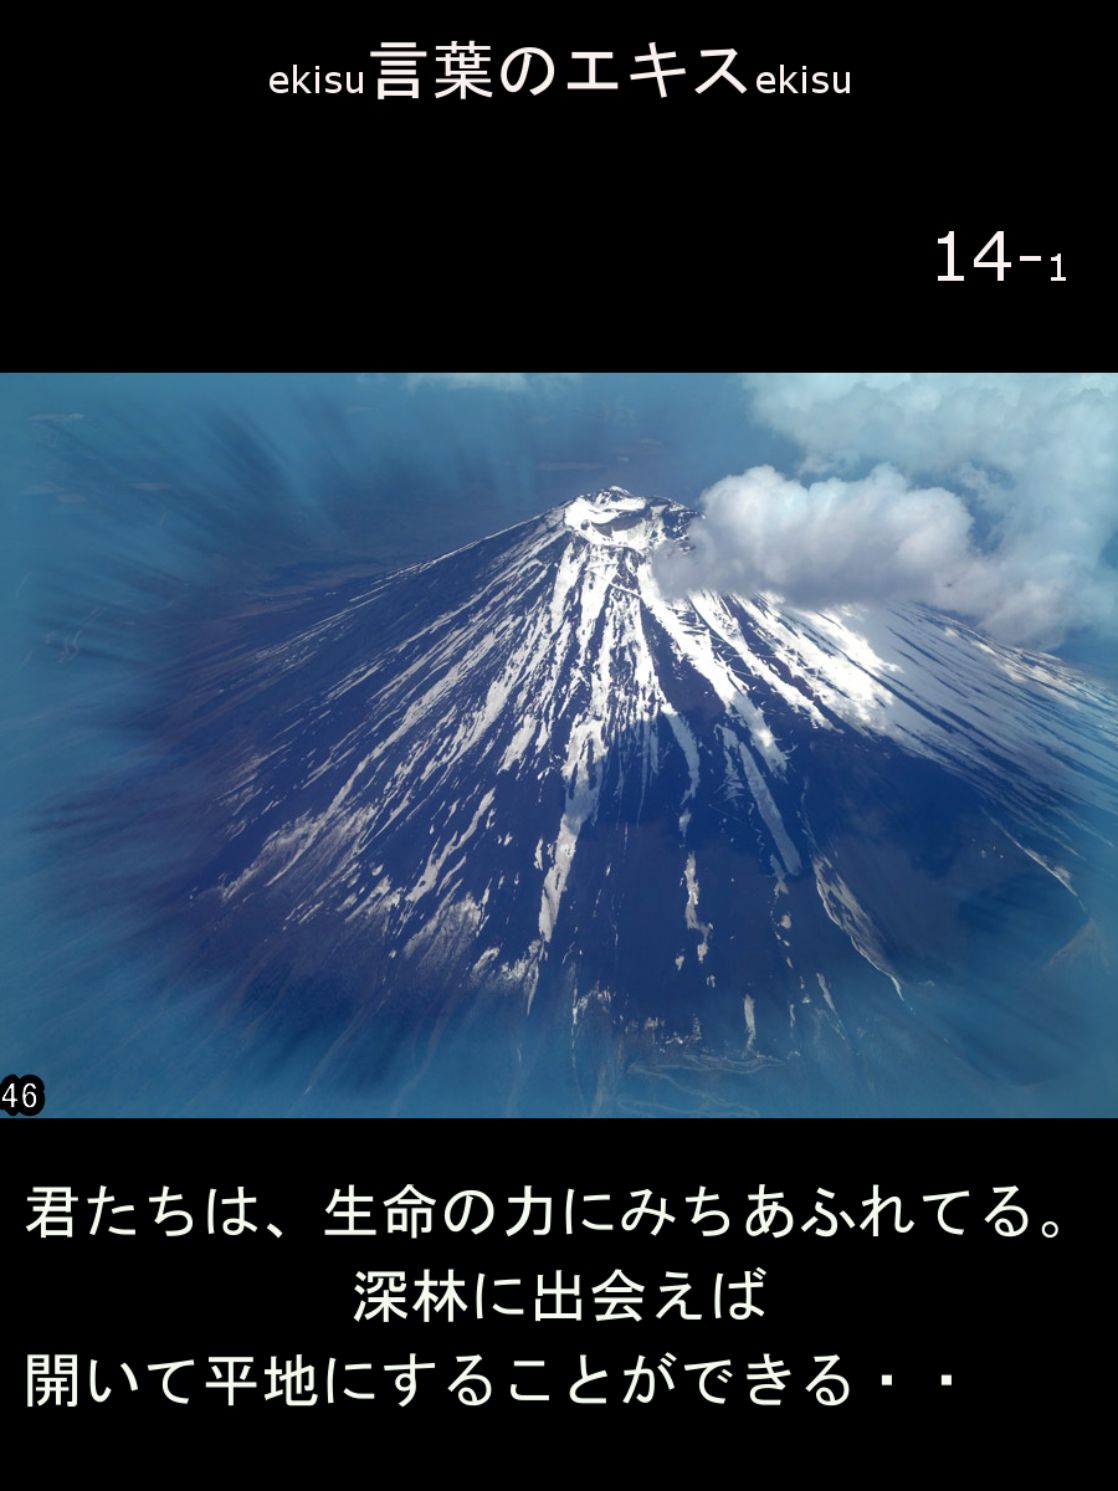 ekisu言葉のエキスekisu
14-1
46
君たちは、生命の力にみちあふれてる。
深林に出会えば
開いて平地にすることができる・・